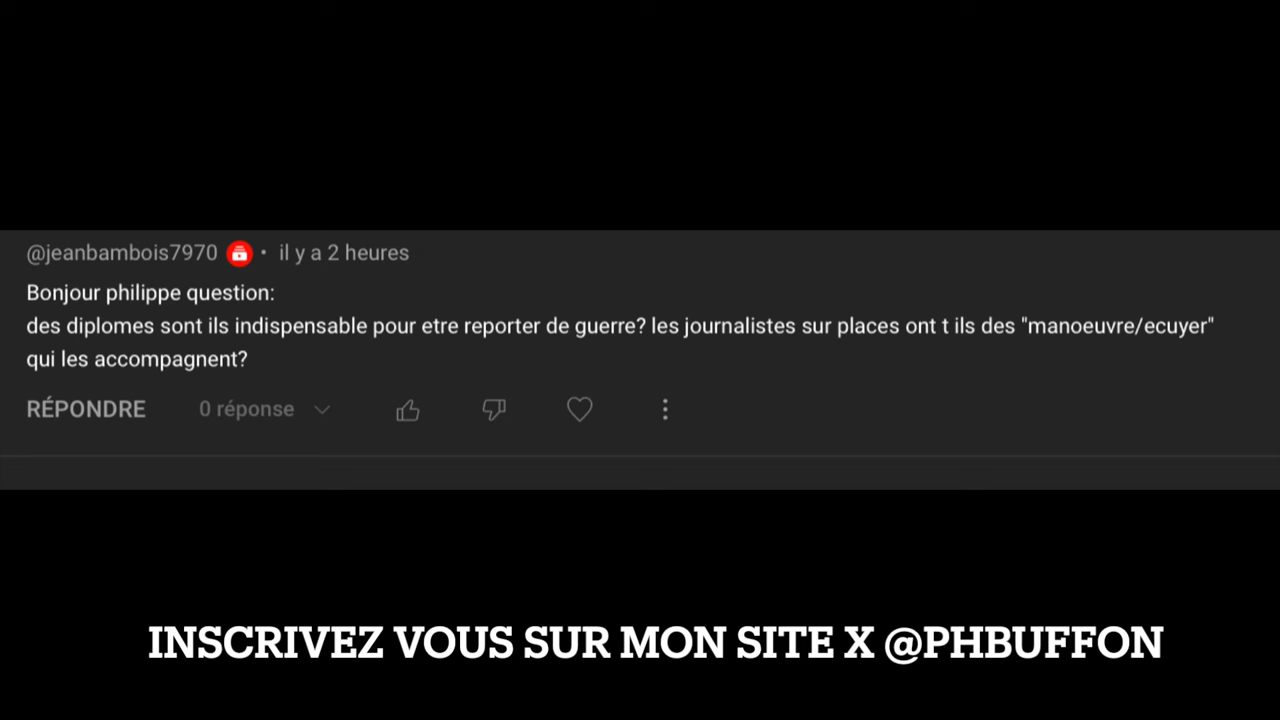 @jeanbambois7970 • il y a 2 heures
Bonjour philippe question:
des diplomes sont ils indispensable pour etre reporter de guerre? les journalistes sur places ont t ils des "manoeuvre/ecuyer"
qui les accompagnent?
RÉPONDRE 0 réponse
INSCRIVEZ VOUS SUR MON SITE X @PHBUFFON